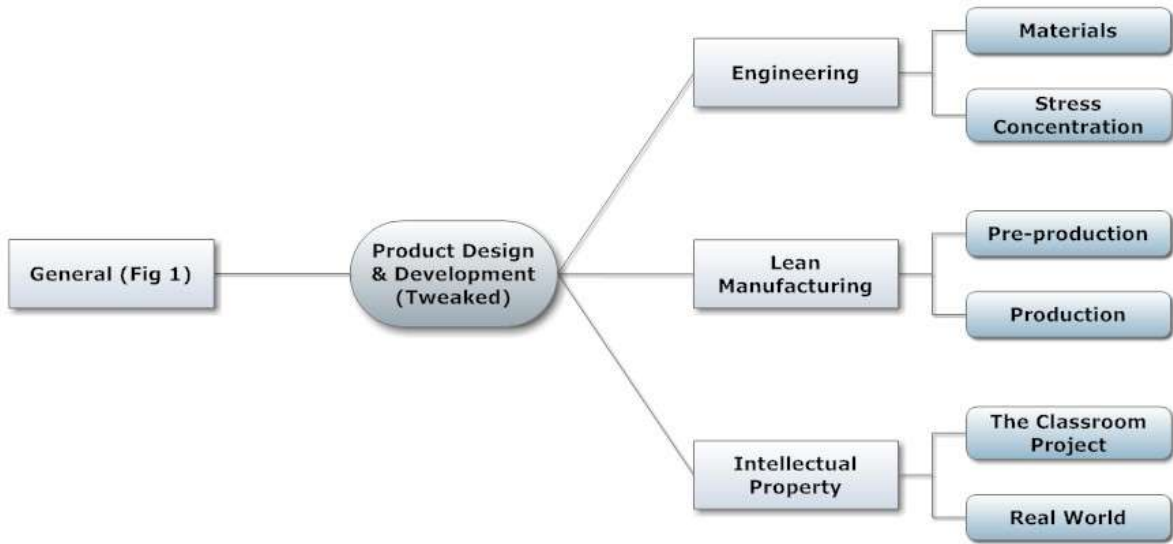 General (Fig 1)
Product Design
& Development
(Tweaked)
Engineering
Materials
Stress
Concentration
Lean
Manufacturing
Pre-production
Production
Intellectual
Property
The Classroom
Project
Real World